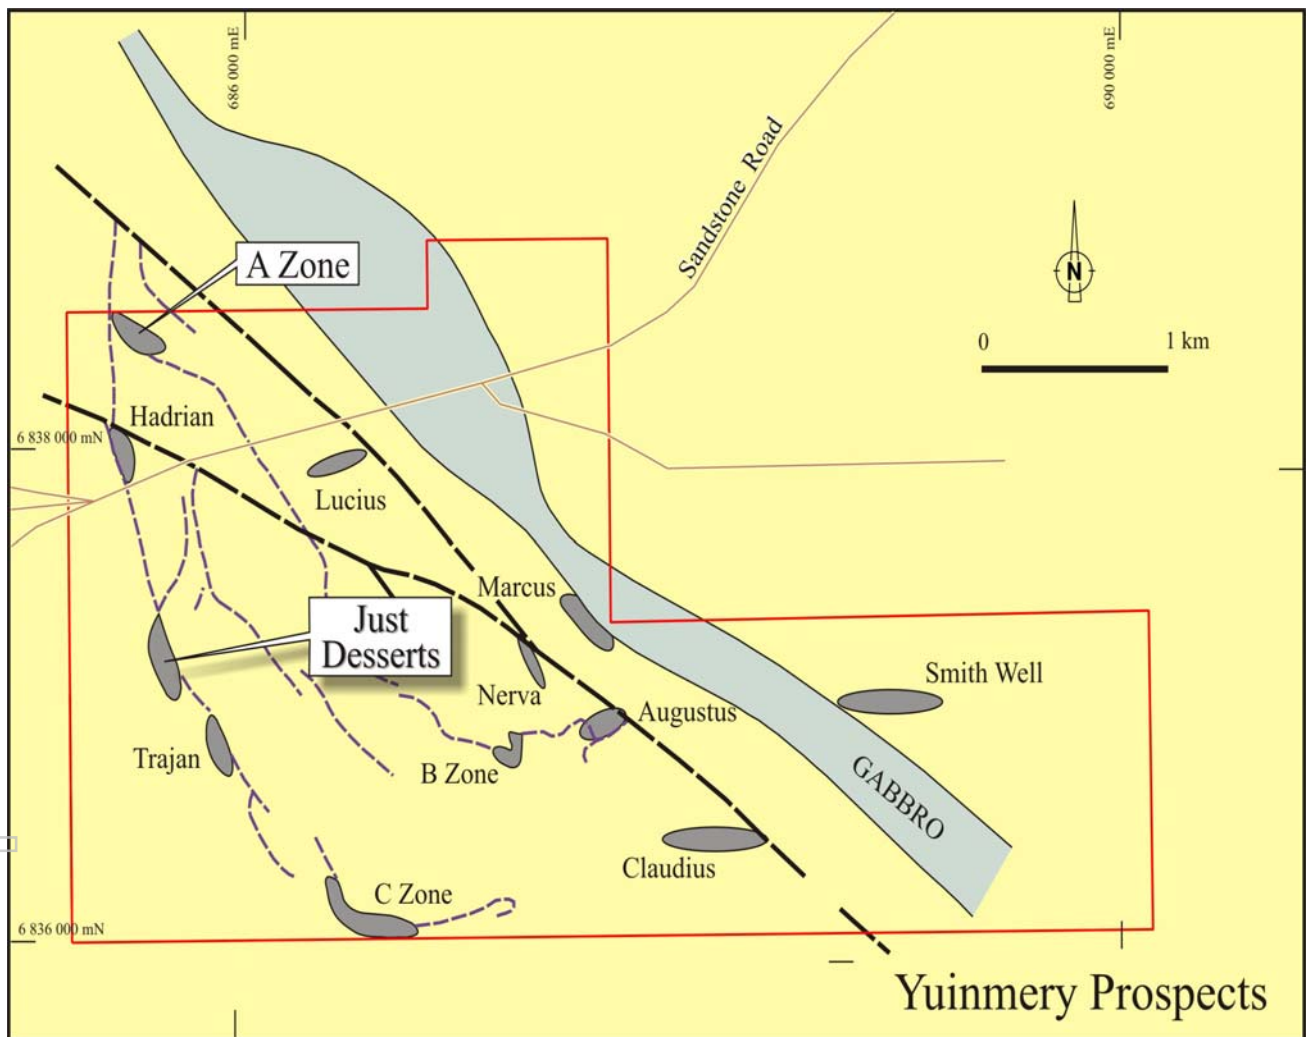 686 000 mE
690 000 mE
Sandstone Road
A Zone
N
0
1 km
Hadrian
6 838 000 mN
Lucius
Marcus
Just
Desserts
Smith Well
Nerva
Augustus
Trajan
B Zone
GABBRO
Claudius
C Zone
6 836 000 mN
Yuinmery Prospects